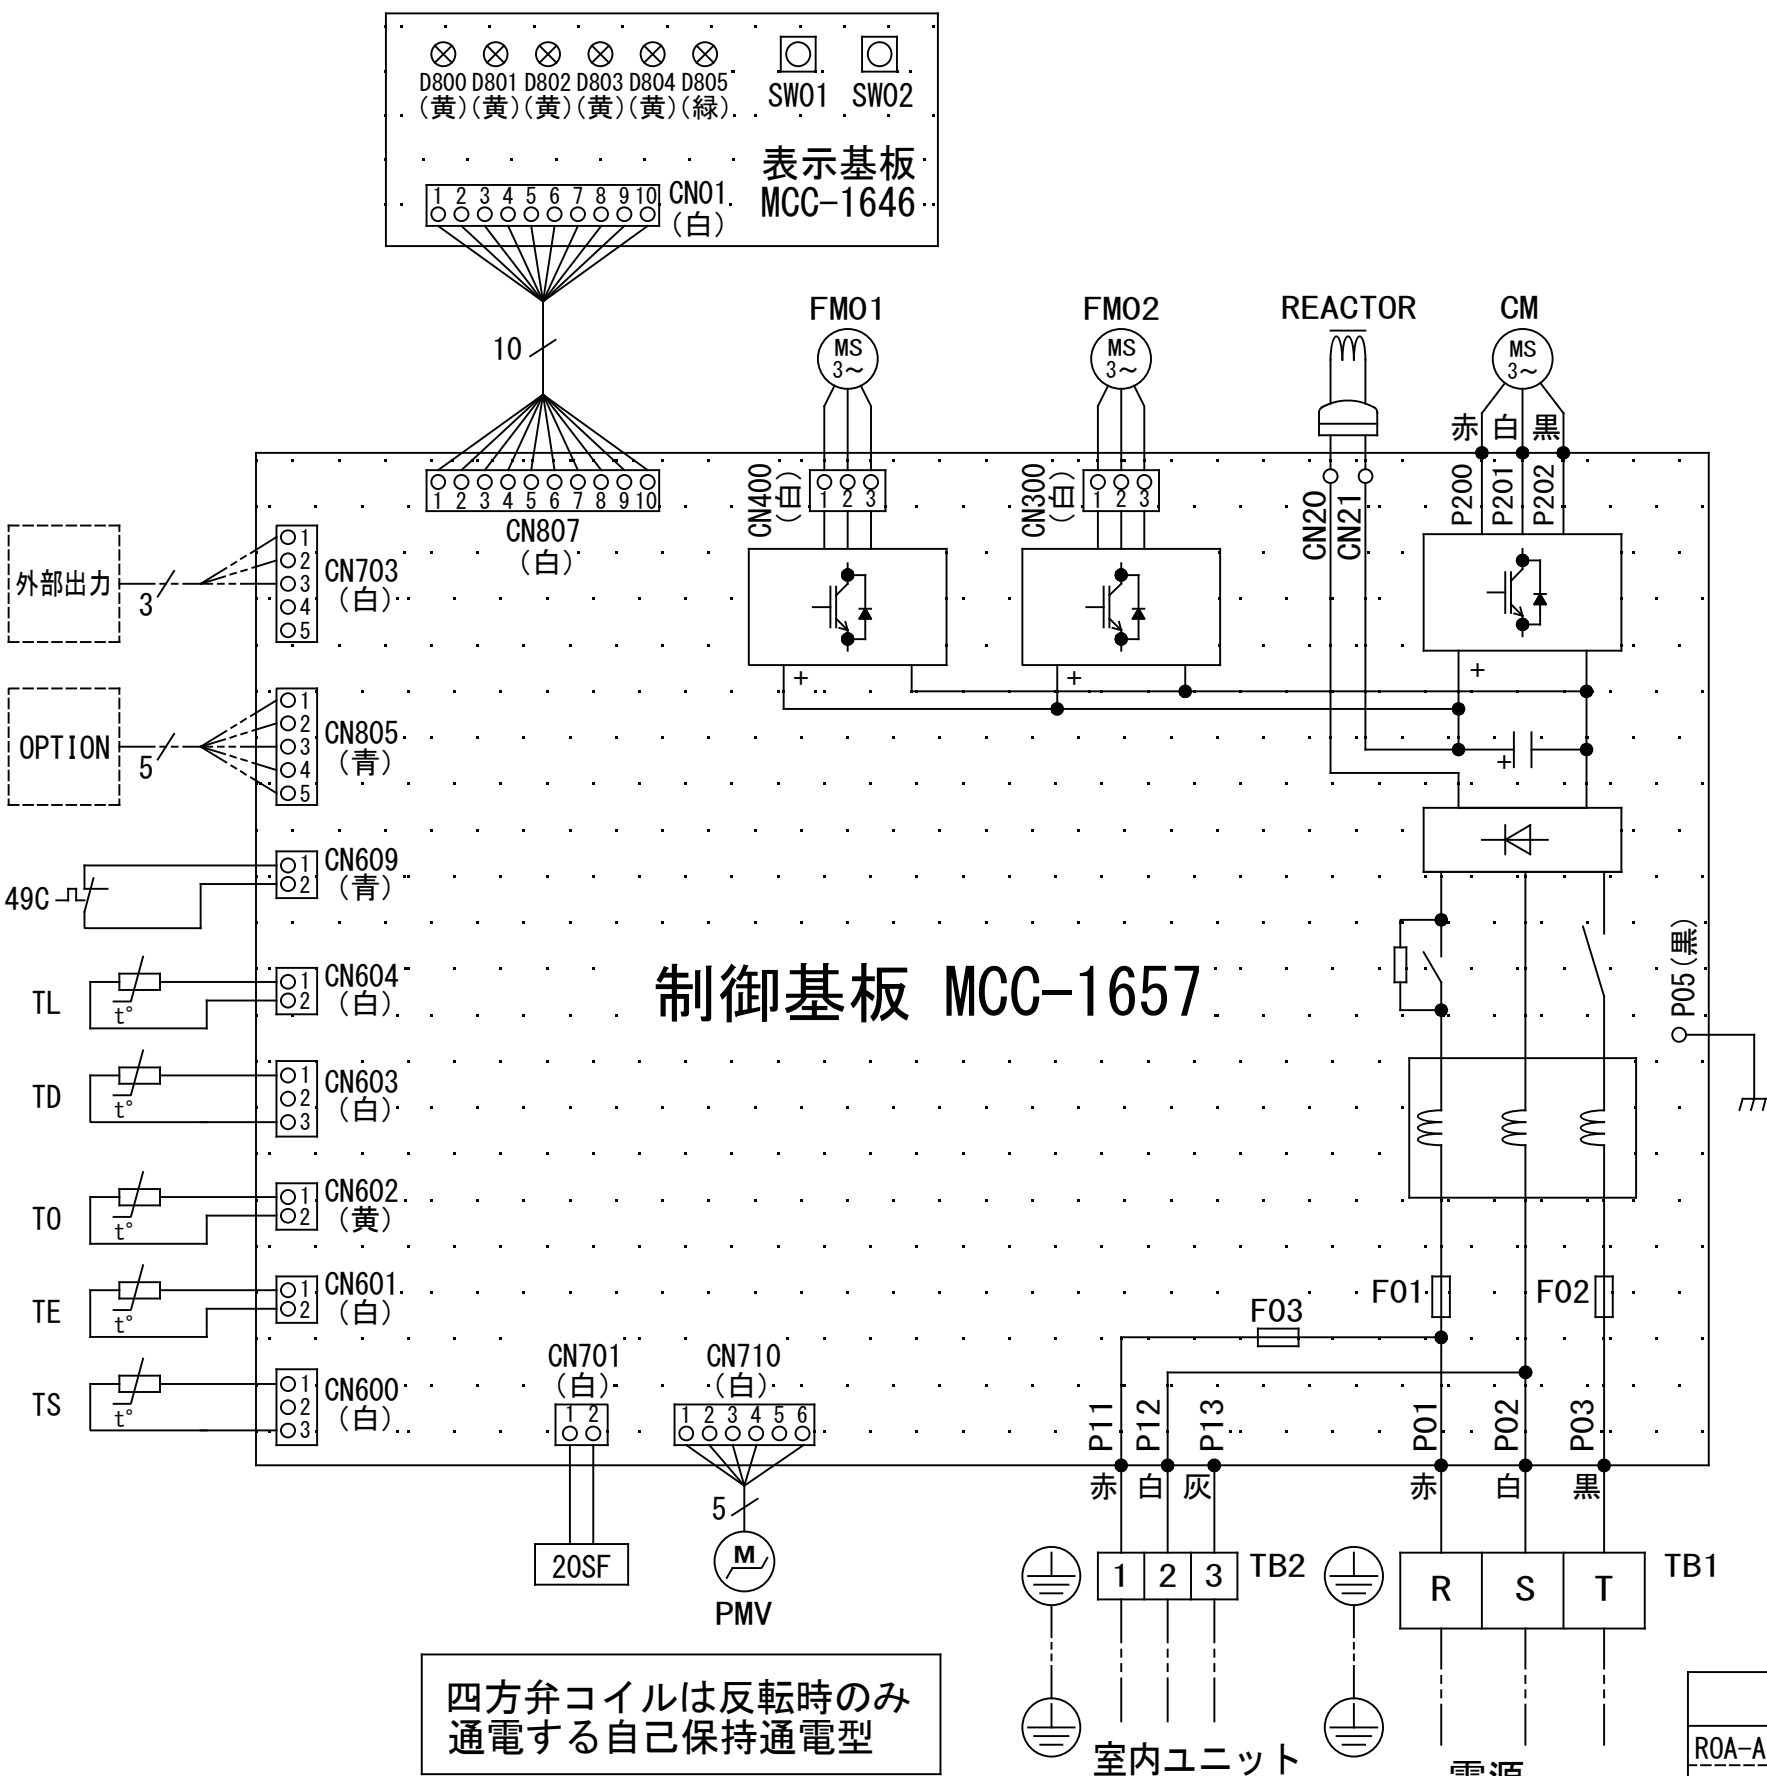 D800 D801 D802 D803 D804 D805
(黄)(黄)(黄)(黄)(黄)(緑)
SW01 SW02
表示基板
MCC-1646
1 2 3 4 5 6 7 8 9 10
CN01
(白)
10
FM01
MS
3～
FM02
MS
3～
REACTOR
CM
MS
3～
赤 白 黒
1 2 3 4 5 6 7 8 9 10
CN807
(白)
CN400
(白)
1 2 3
CN300
(白)
1 2 3
CN20
CN21
P200
P201
P202
外部出力
3
1
2
3
4
5
CN703
(白)
+
+
+
+
OPTION
5
1
2
3
4
5
CN805
(青)
49C
1
2
CN609
(青)
TL
t°
1
2
CN604
(白)
制御基板 MCC-1657
P05(黒)
TD
t°
1
2
3
CN603
(白)
TO
t°
1
2
CN602
(黄)
TE
t°
1
2
CN601
(白)
TS
t°
1
2
3
CN600
(白)
F01
F02
F03
CN701
(白)
1 2
CN710
(白)
1 2 3 4 5 6
P11
P12
P13
P01
P02
P03
赤 白 灰
赤 白 黒
20SF
5
M
PMV
1 2 3
TB2
R S T
TB1
四方弁コイルは反転時のみ
通電する自己保持通電型
室内ユニット
電源
ROA-A